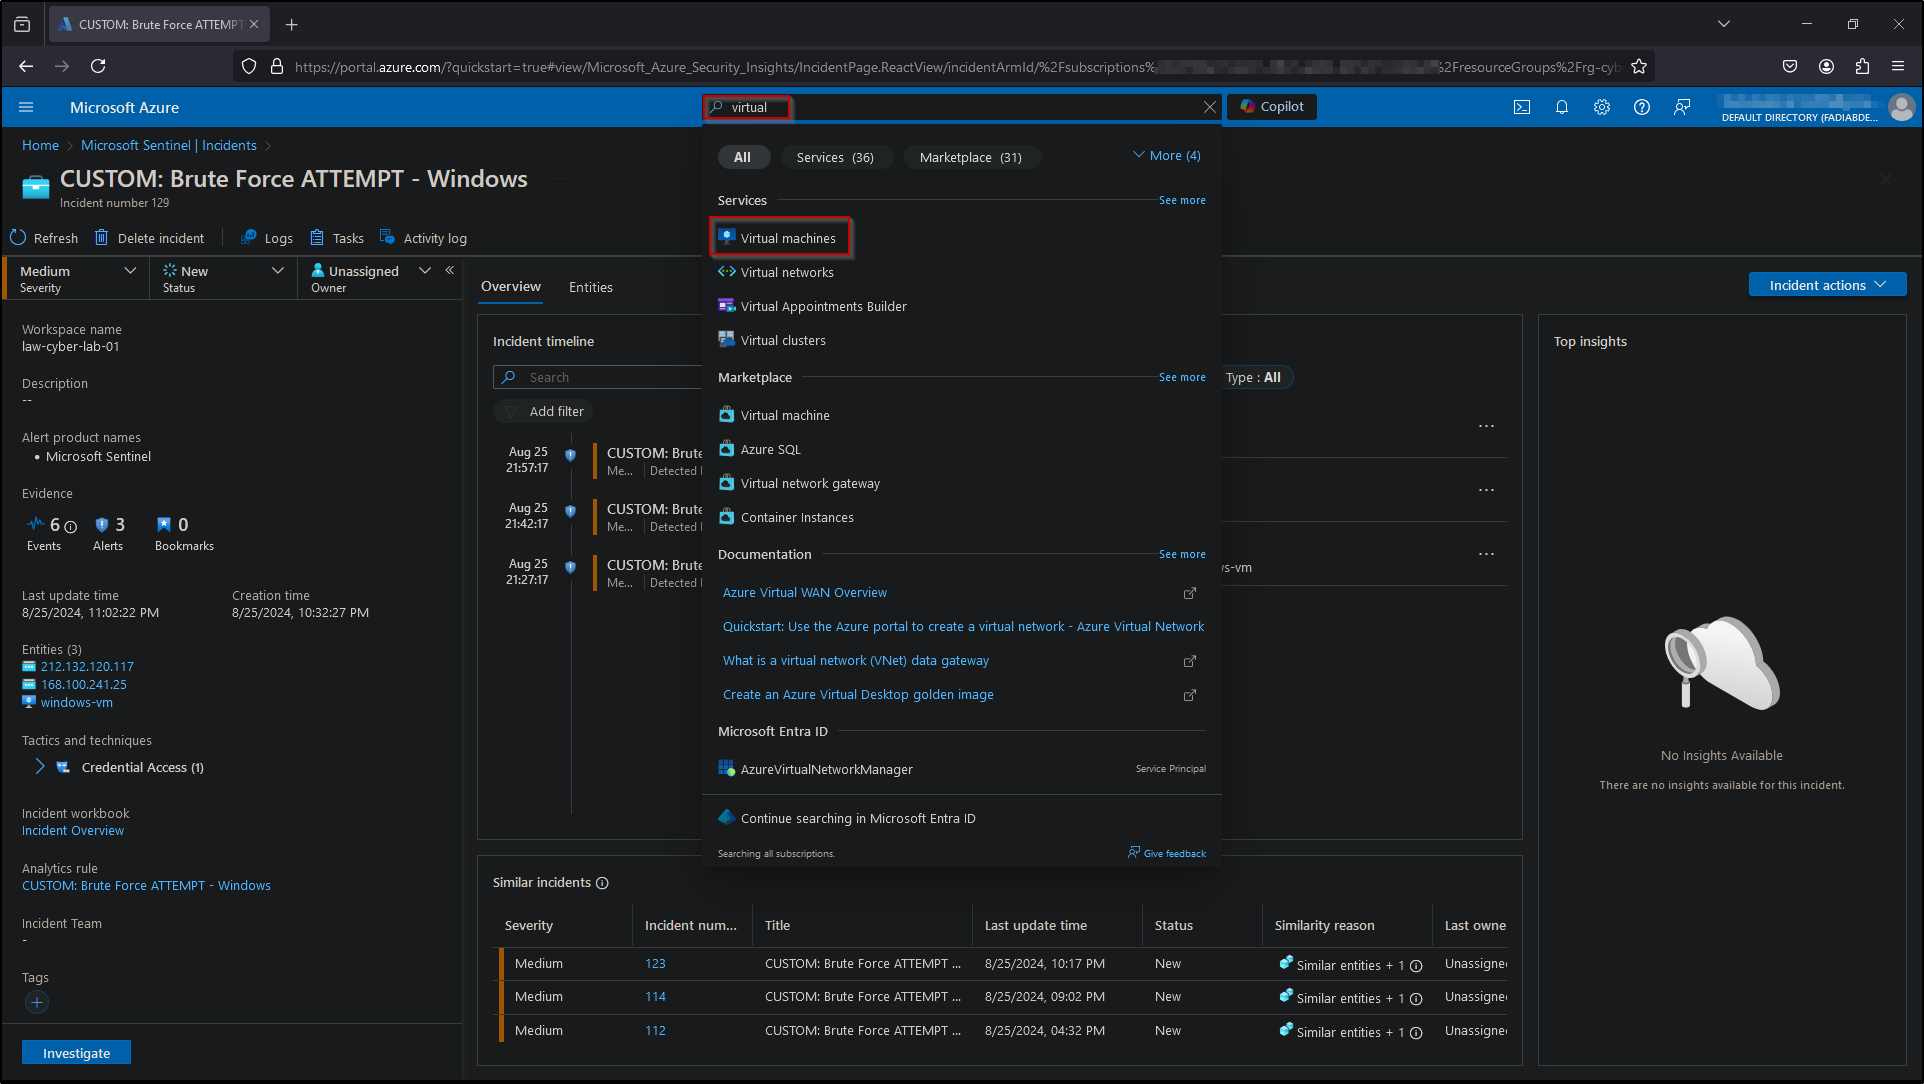 CUSTOM: Brute Force ATTEMPT
https://portal.azure.com/?quickstart=true#view/Microsoft_Azure_Security_Insights/IncidentPage.ReactView/incidentArmId/%2Fsubscriptions%
%2FresourceGroups%2Frg-cyb
Microsoft Azure
virtual
Copilot
DEFAULT DIRECTORY (FADIABDE...
Home > Microsoft Sentinel | Incidents >
CUSTOM: Brute Force ATTEMPT - Windows
Incident number 129
Refresh
Delete incident
Logs
Tasks
Activity log
Medium
Severity
New
Status
Unassigned
Owner
Workspace name
law-cyber-lab-01
Description
--
Alert product names
• Microsoft Sentinel
Evidence
6
Events
3
Alerts
0
Bookmarks
Last update time
8/25/2024, 11:02:22 PM
Creation time
8/25/2024, 10:32:27 PM
Entities (3)
212.132.120.117
168.100.241.25
windows-vm
Tactics and techniques
Credential Access (1)
Incident workbook
Incident Overview
Analytics rule
CUSTOM: Brute Force ATTEMPT - Windows
Incident Team
-
Tags
Investigate
Overview
Entities
Incident actions
Incident timeline
Search
Add filter
Type : All
Aug 25
21:57:17
CUSTOM: Brute
Me...
Detected
Aug 25
21:42:17
CUSTOM: Brute
Me...
Detected
Aug 25
21:27:17
CUSTOM: Brute
Me...
Detected
s-vm
All
Services (36)
Marketplace (31)
More (4)
Services
See more
Virtual machines
Virtual networks
Virtual Appointments Builder
Virtual clusters
Marketplace
See more
Virtual machine
Azure SQL
Virtual network gateway
Container Instances
Documentation
See more
Azure Virtual WAN Overview
Quickstart: Use the Azure portal to create a virtual network - Azure Virtual Network
What is a virtual network (VNet) data gateway
Create an Azure Virtual Desktop golden image
Microsoft Entra ID
AzureVirtualNetworkManager
Service Principal
Continue searching in Microsoft Entra ID
Searching all subscriptions.
Give feedback
Top insights
No Insights Available
There are no insights available for this incident.
Similar incidents
Severity
Incident num...
Title
Last update time
Status
Similarity reason
Last owne
Medium 123 CUSTOM: Brute Force ATTEMPT ... 8/25/2024, 10:17 PM New Similar entities + 1 Unassigne
Medium 114 CUSTOM: Brute Force ATTEMPT ... 8/25/2024, 09:02 PM New Similar entities + 1 Unassigne
Medium 112 CUSTOM: Brute Force ATTEMPT ... 8/25/2024, 04:32 PM New Similar entities + 1 Unassigne